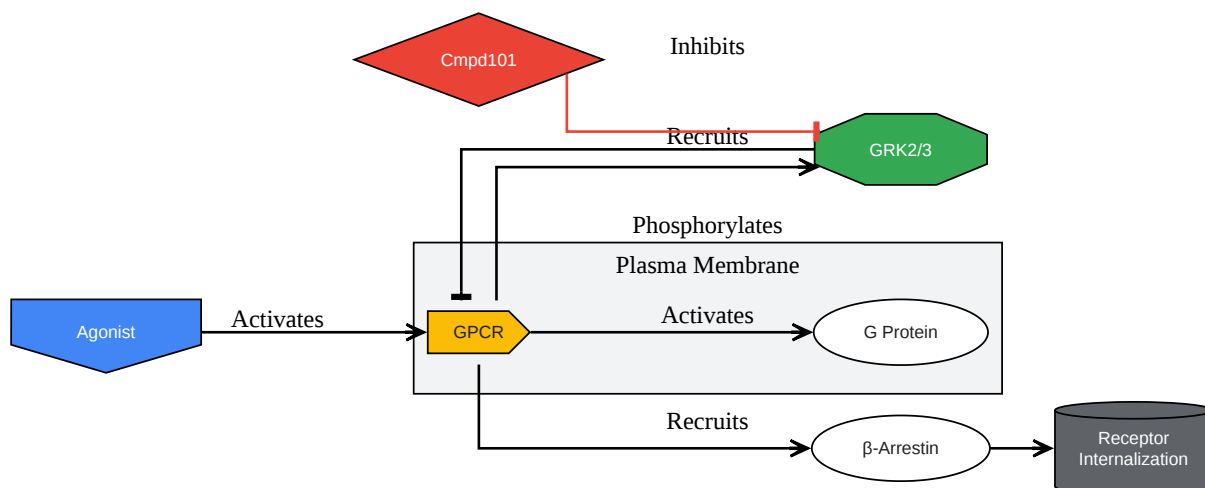 Cmpd101
Inhibits
Recruits
GRK2/3
Phosphorylates
Plasma Membrane
Agonist
Activates
GPCR
Activates
G Protein
Recruits
β-Arrestin
Receptor
Internalization